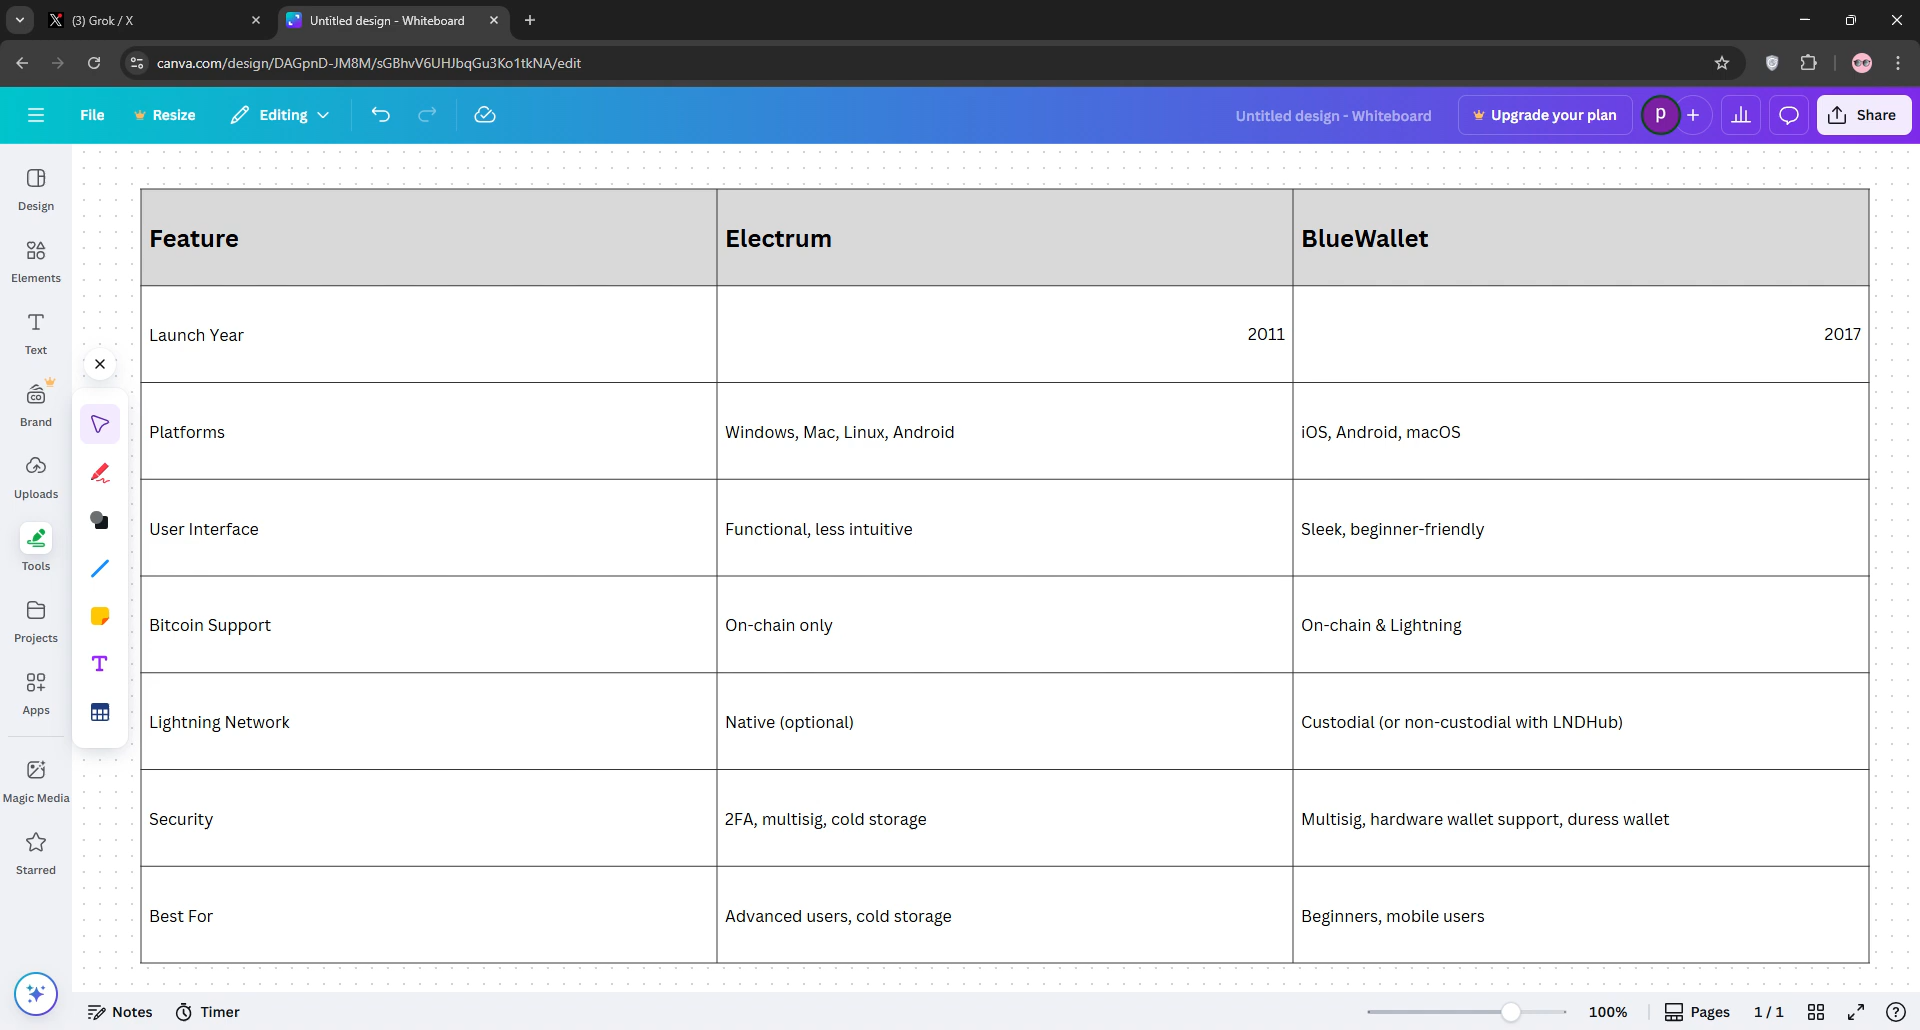 (3) Grok / X
Untitled design - Whiteboard
canva.com/design/DAGpnD-JM8M/sGBhvV6UHJbqGu3Ko1tkNA/edit
File
Resize
Editing
Untitled design - Whiteboard
Upgrade your plan
p
Share
Design
Elements
Text
Brand
Uploads
Tools
Projects
Apps
Magic Media
Starred
Feature Electrum BlueWallet
Launch Year 2011 2017
Platforms Windows, Mac, Linux, Android iOS, Android, macOS
User Interface Functional, less intuitive Sleek, beginner-friendly
Bitcoin Support On-chain only On-chain & Lightning
Lightning Network Native (optional) Custodial (or non-custodial with LNDHub)
Security 2FA, multisig, cold storage Multisig, hardware wallet support, duress wallet
Best For Advanced users, cold storage Beginners, mobile users
Notes
Timer
100%
Pages
1 / 1